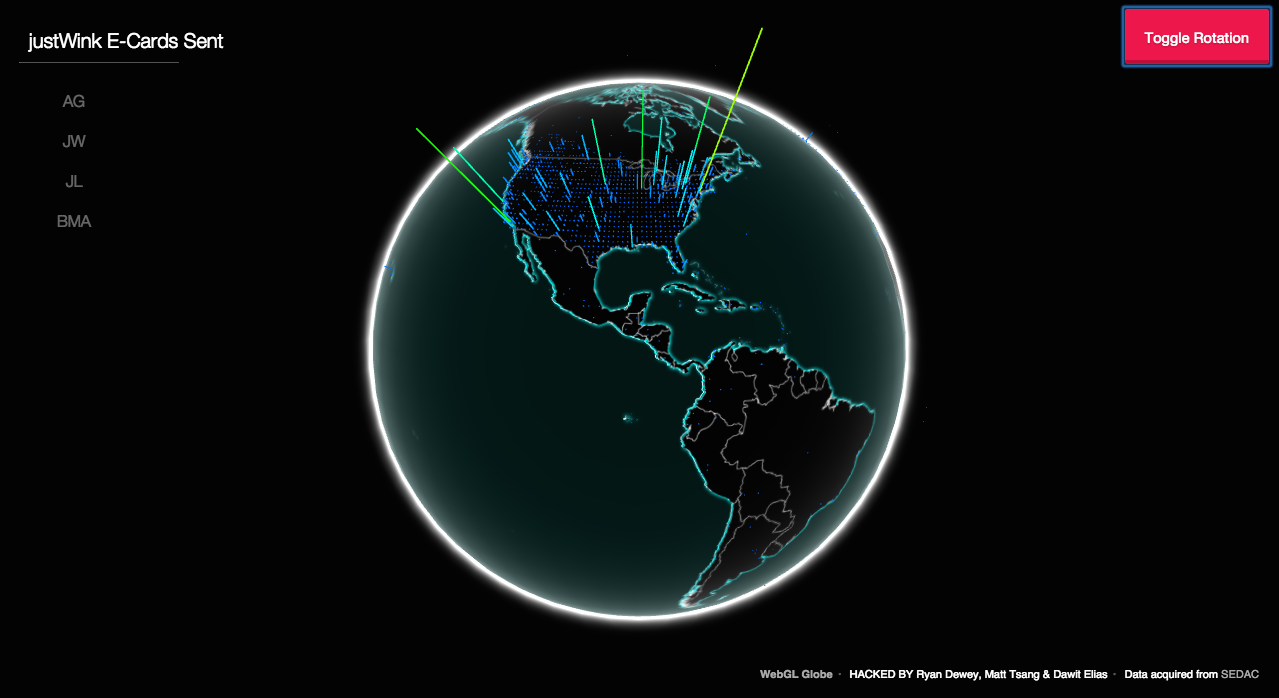 justWink E-Cards Sent
Toggle Rotation
AG
JW
JL
BMA
WebGL Globe · HACKED BY Ryan Dewey, Matt Tsang & Dawit Elias · Data acquired from SEDAC